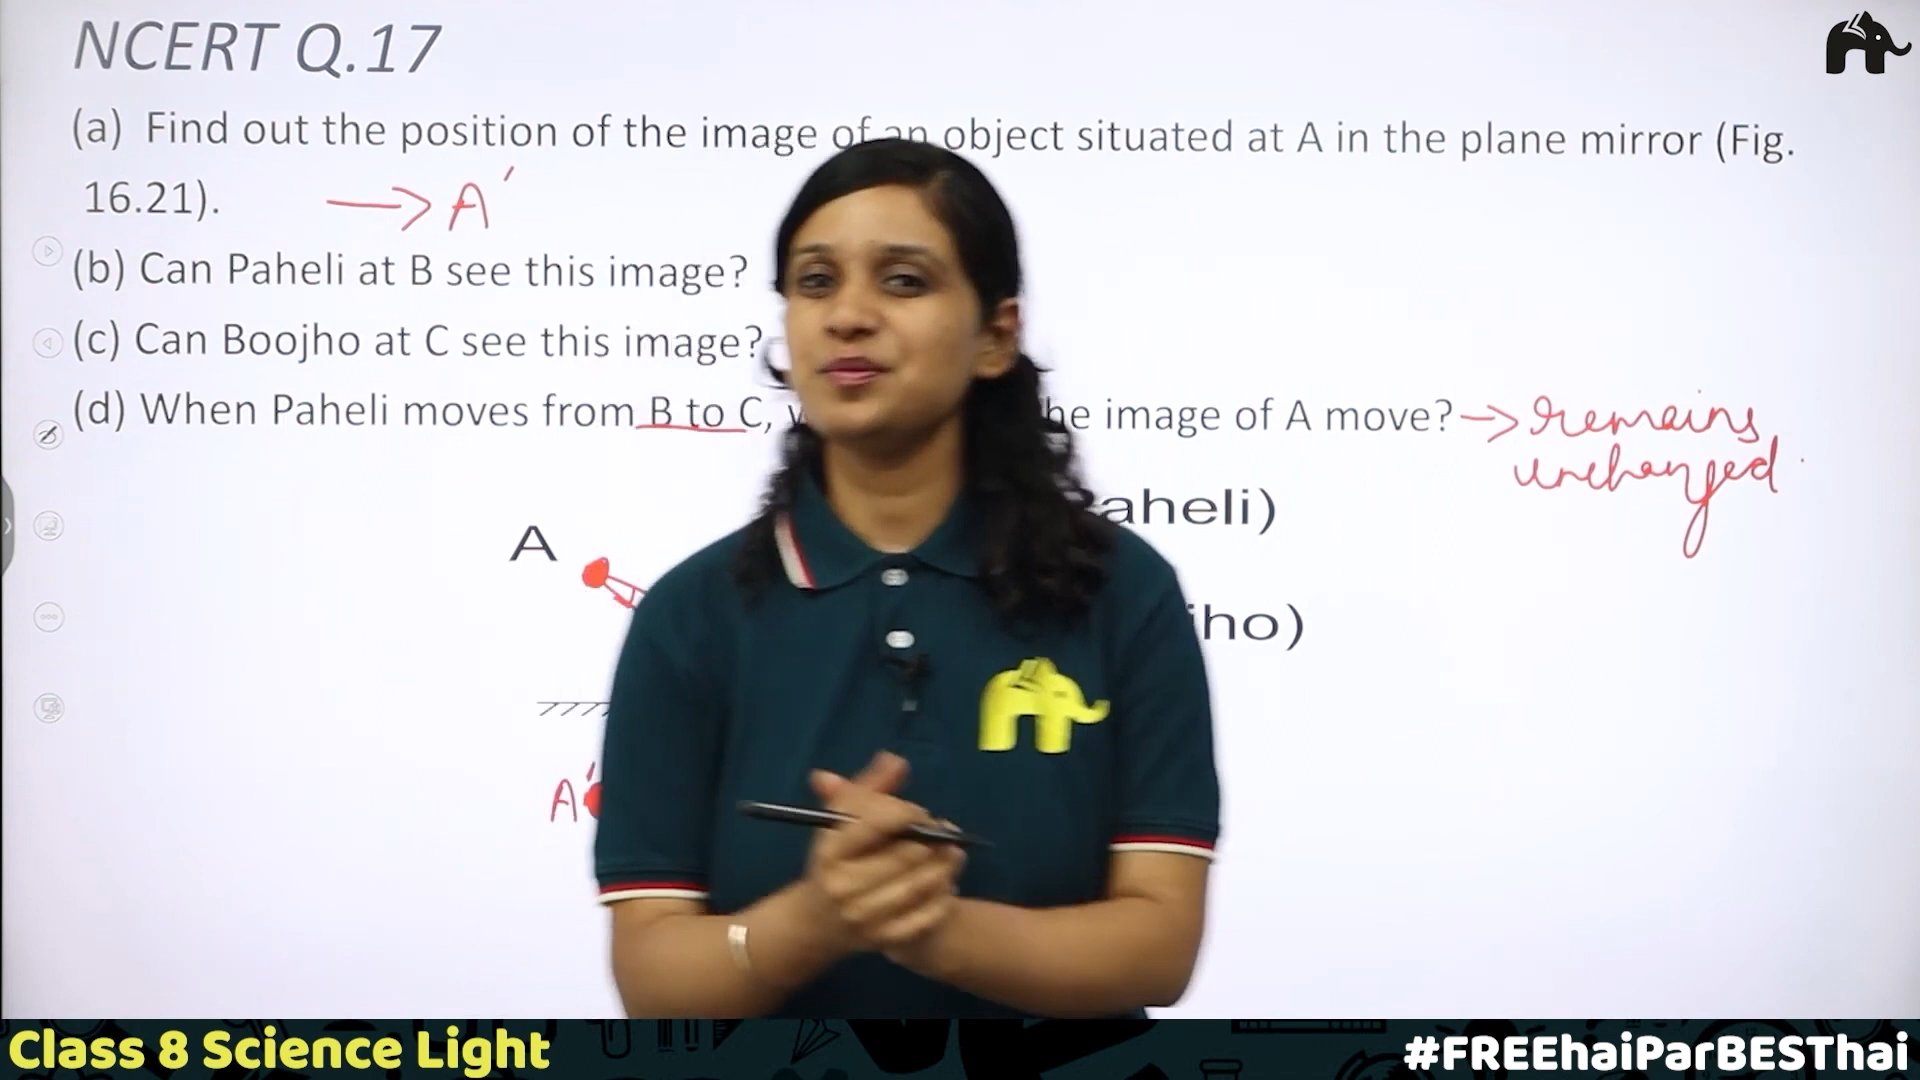 NCERT Q.17
(a) Find out the position of the image of an object situated at A in the plane mirror (Fig.
16.21). → A'
(b) Can Paheli at B see this image?
(c) Can Boojho at C see this image?
(d) When Paheli moves from B to C, he image of A move? → remains
unchanged
aheli)
A
ho)
A'
Class 8 Science Light
#FREEhaiParBESThai